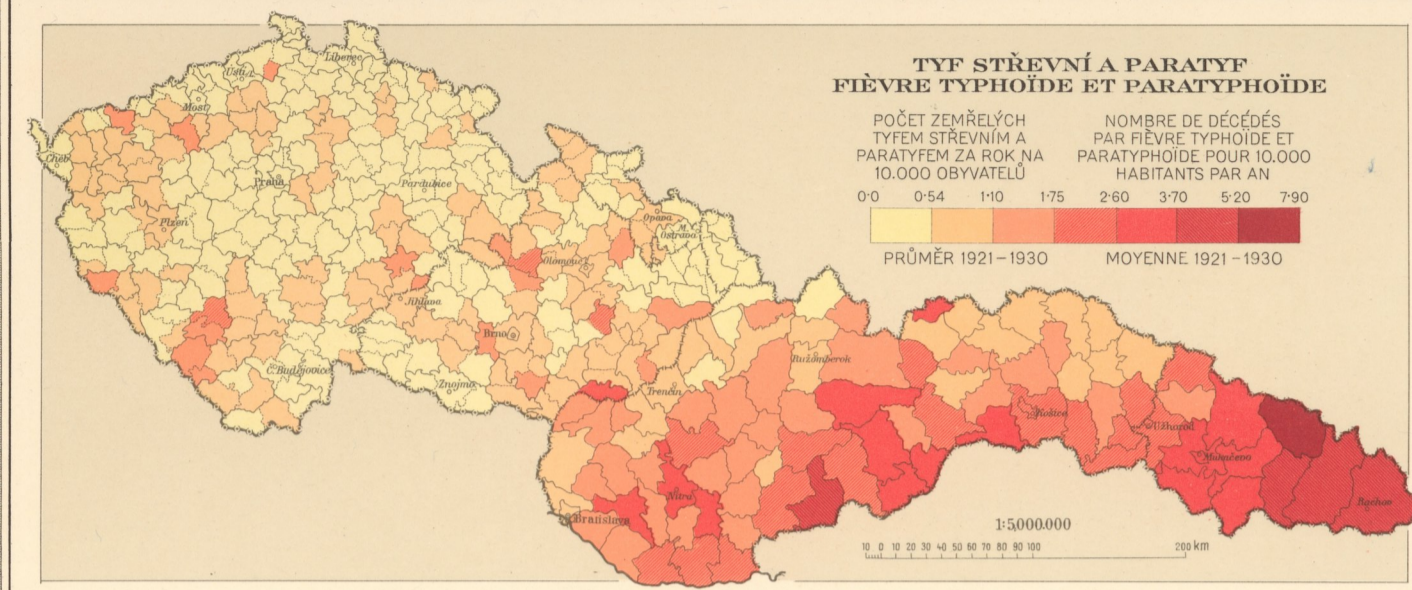 TYF STŘEVNÍ A PARATYF
FIÈVRE TYPHOÏDE ET PARATYPHOÏDE
POČET ZEMŘELÝCH
TYFEM STŘEVNÍM A
PARATYFEM ZA ROK NA
10.000 OBYVATELŮ
NOMBRE DE DÉCÉDÉS
PAR FIÈVRE TYPHOÏDE ET
PARATYPHOÏDE POUR 10.000
HABITANTS PAR AN
0·0 0·54 1·10 1·75 2·60 3·70 5·20 7·90
PRŮMĚR 1921–1930 MOYENNE 1921–1930
Liberec
Ústí
Most
Cheb
Praha
Pardubice
Plzeň
Opava
M. Ostrava
Olomouc
Jihlava
Brno
Č. Budějovice
Znojmo
Ružomberok
Trenčín
Košice
Užhorod
Mukačevo
Nitra
Rachov
Bratislava
1:5,000.000
10 0 10 20 30 40 50 60 70 80 90 100 200 km